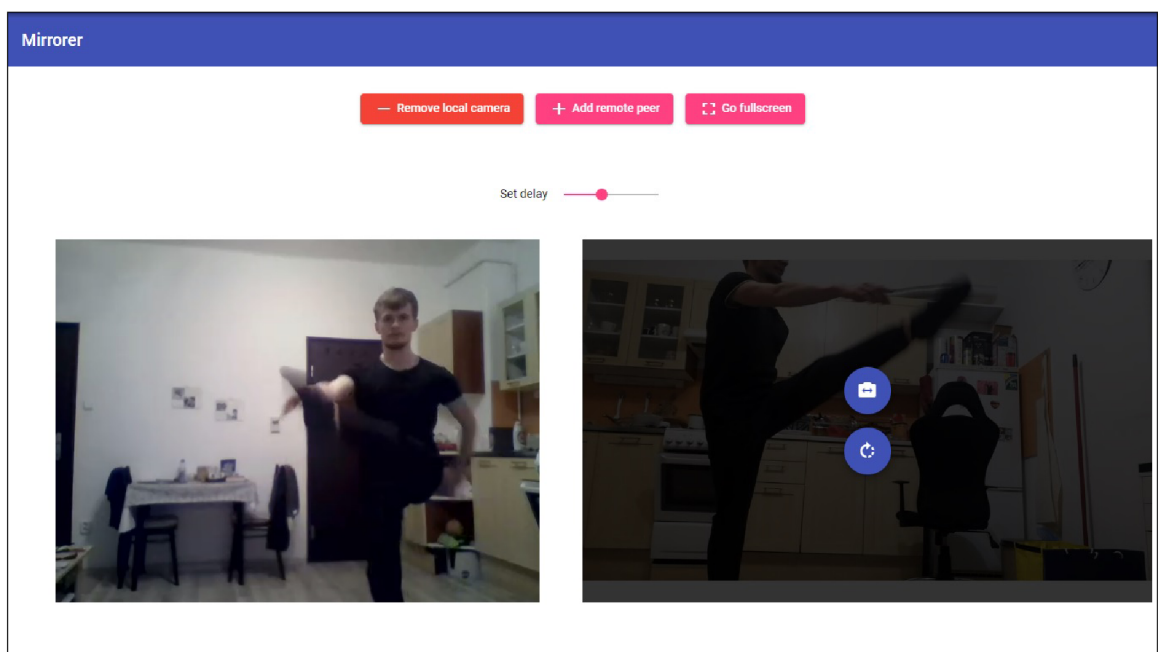 Mirrorer
Remove local camera
Add remote peer
Go fullscreen
Set delay